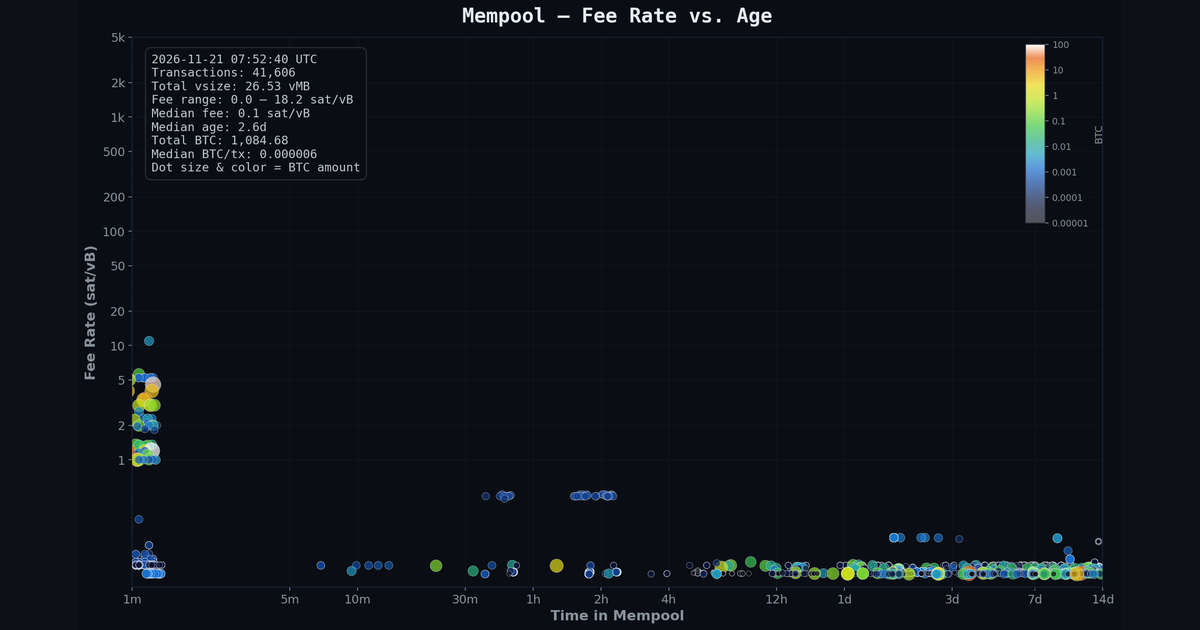 Mempool — Fee Rate vs. Age
2026-11-21 07:52:40 UTC
Transactions: 41,606
Total vsize: 26.53 vMB
Fee range: 0.0 — 18.2 sat/vB
Median fee: 0.1 sat/vB
Median age: 2.6d
Total BTC: 1,084.68
Median BTC/tx: 0.000006
Dot size & color = BTC amount
100
10
1
0.1
0.01
0.001
0.0001
0.00001
BTC
5k
2k
1k
500
200
100
50
20
10
5
2
1
Fee Rate (sat/vB)
1m 5m 10m 30m 1h 2h 4h 12h 1d 3d 7d 14d
Time in Mempool